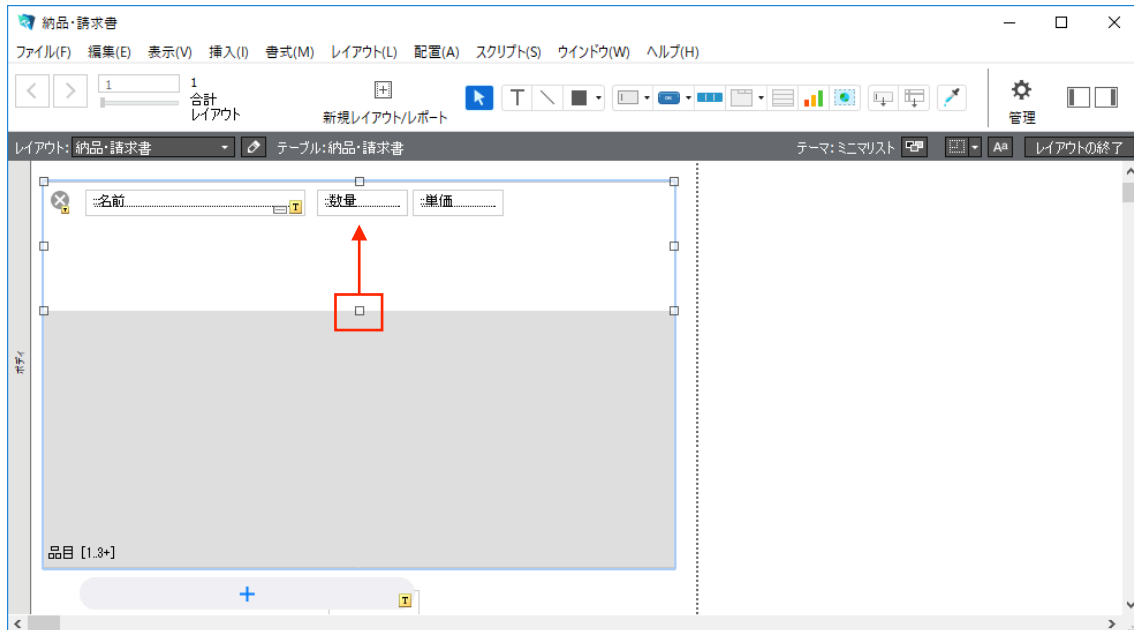 納品・請求書
ファイル(F) 編集(E) 表示(V) 挿入(I) 書式(M) レイアウト(L) 配置(A) スクリプト(S) ウインドウ(W) ヘルプ(H)
1
1
合計
レイアウト
新規レイアウト/レポート
T
OK
管理
レイアウト: 納品・請求書 テーブル:納品・請求書 テーマ:ミニマリスト Aa レイアウトの終了
::名前 T ::数量 ::単価
ボディ
品目 [1..3+]
+
T